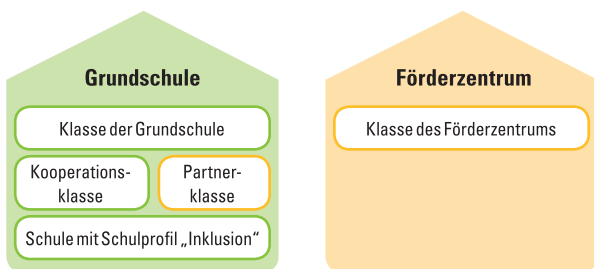 Grundschule
Klasse der Grundschule
Kooperations-
klasse
Partner-
klasse
Schule mit Schulprofil „Inklusion“
Förderzentrum
Klasse des Förderzentrums